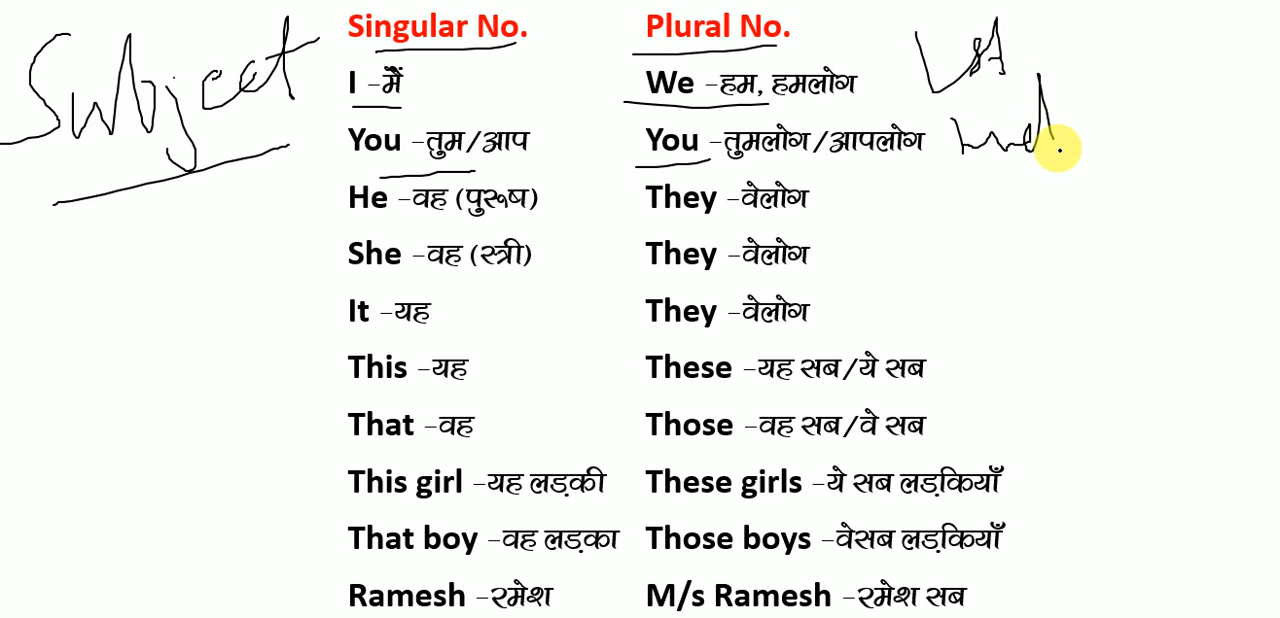 Subject
Singular No. Plural No.
I -मैं We -हम, हमलोग
You -तुम/आप You -तुमलोग/आपलोग
He -वह (पुरूष) They -वेलोग
She -वह (स्त्री) They -वेलोग
It -यह They -वेलोग
This -यह These -यह सब/ये सब
That -वह Those -वह सब/वे सब
This girl -यह लड़की These girls -ये सब लड़कियाँ
That boy -वह लड़का Those boys -वेसब लड़कियाँ
Ramesh -रमेश M/s Ramesh -रमेश सब